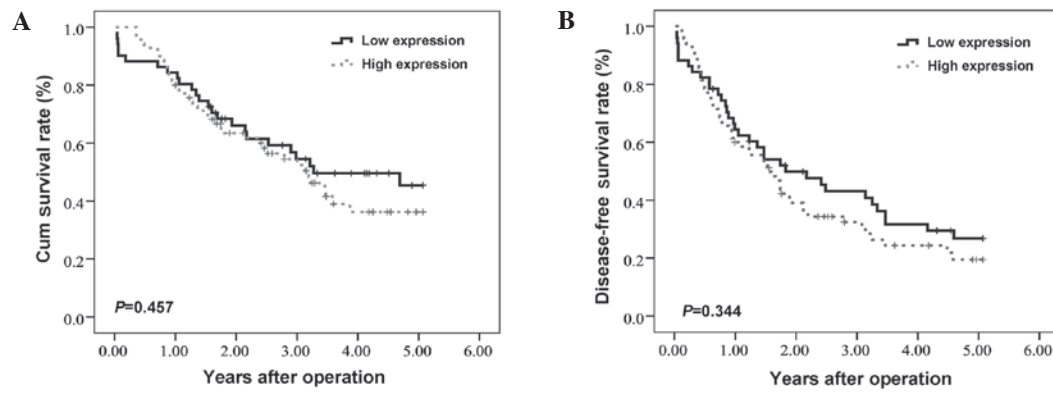 A
Cum survival rate (%)
1.0
0.8
0.6
0.4
0.2
0.0
Low expression
High expression
P=0.457
0.00 1.00 2.00 3.00 4.00 5.00 6.00
Years after operation
B
Disease-free survival rate (%)
1.0
0.8
0.6
0.4
0.2
0.0
Low expression
High expression
P=0.344
0.00 1.00 2.00 3.00 4.00 5.00 6.00
Years after operation